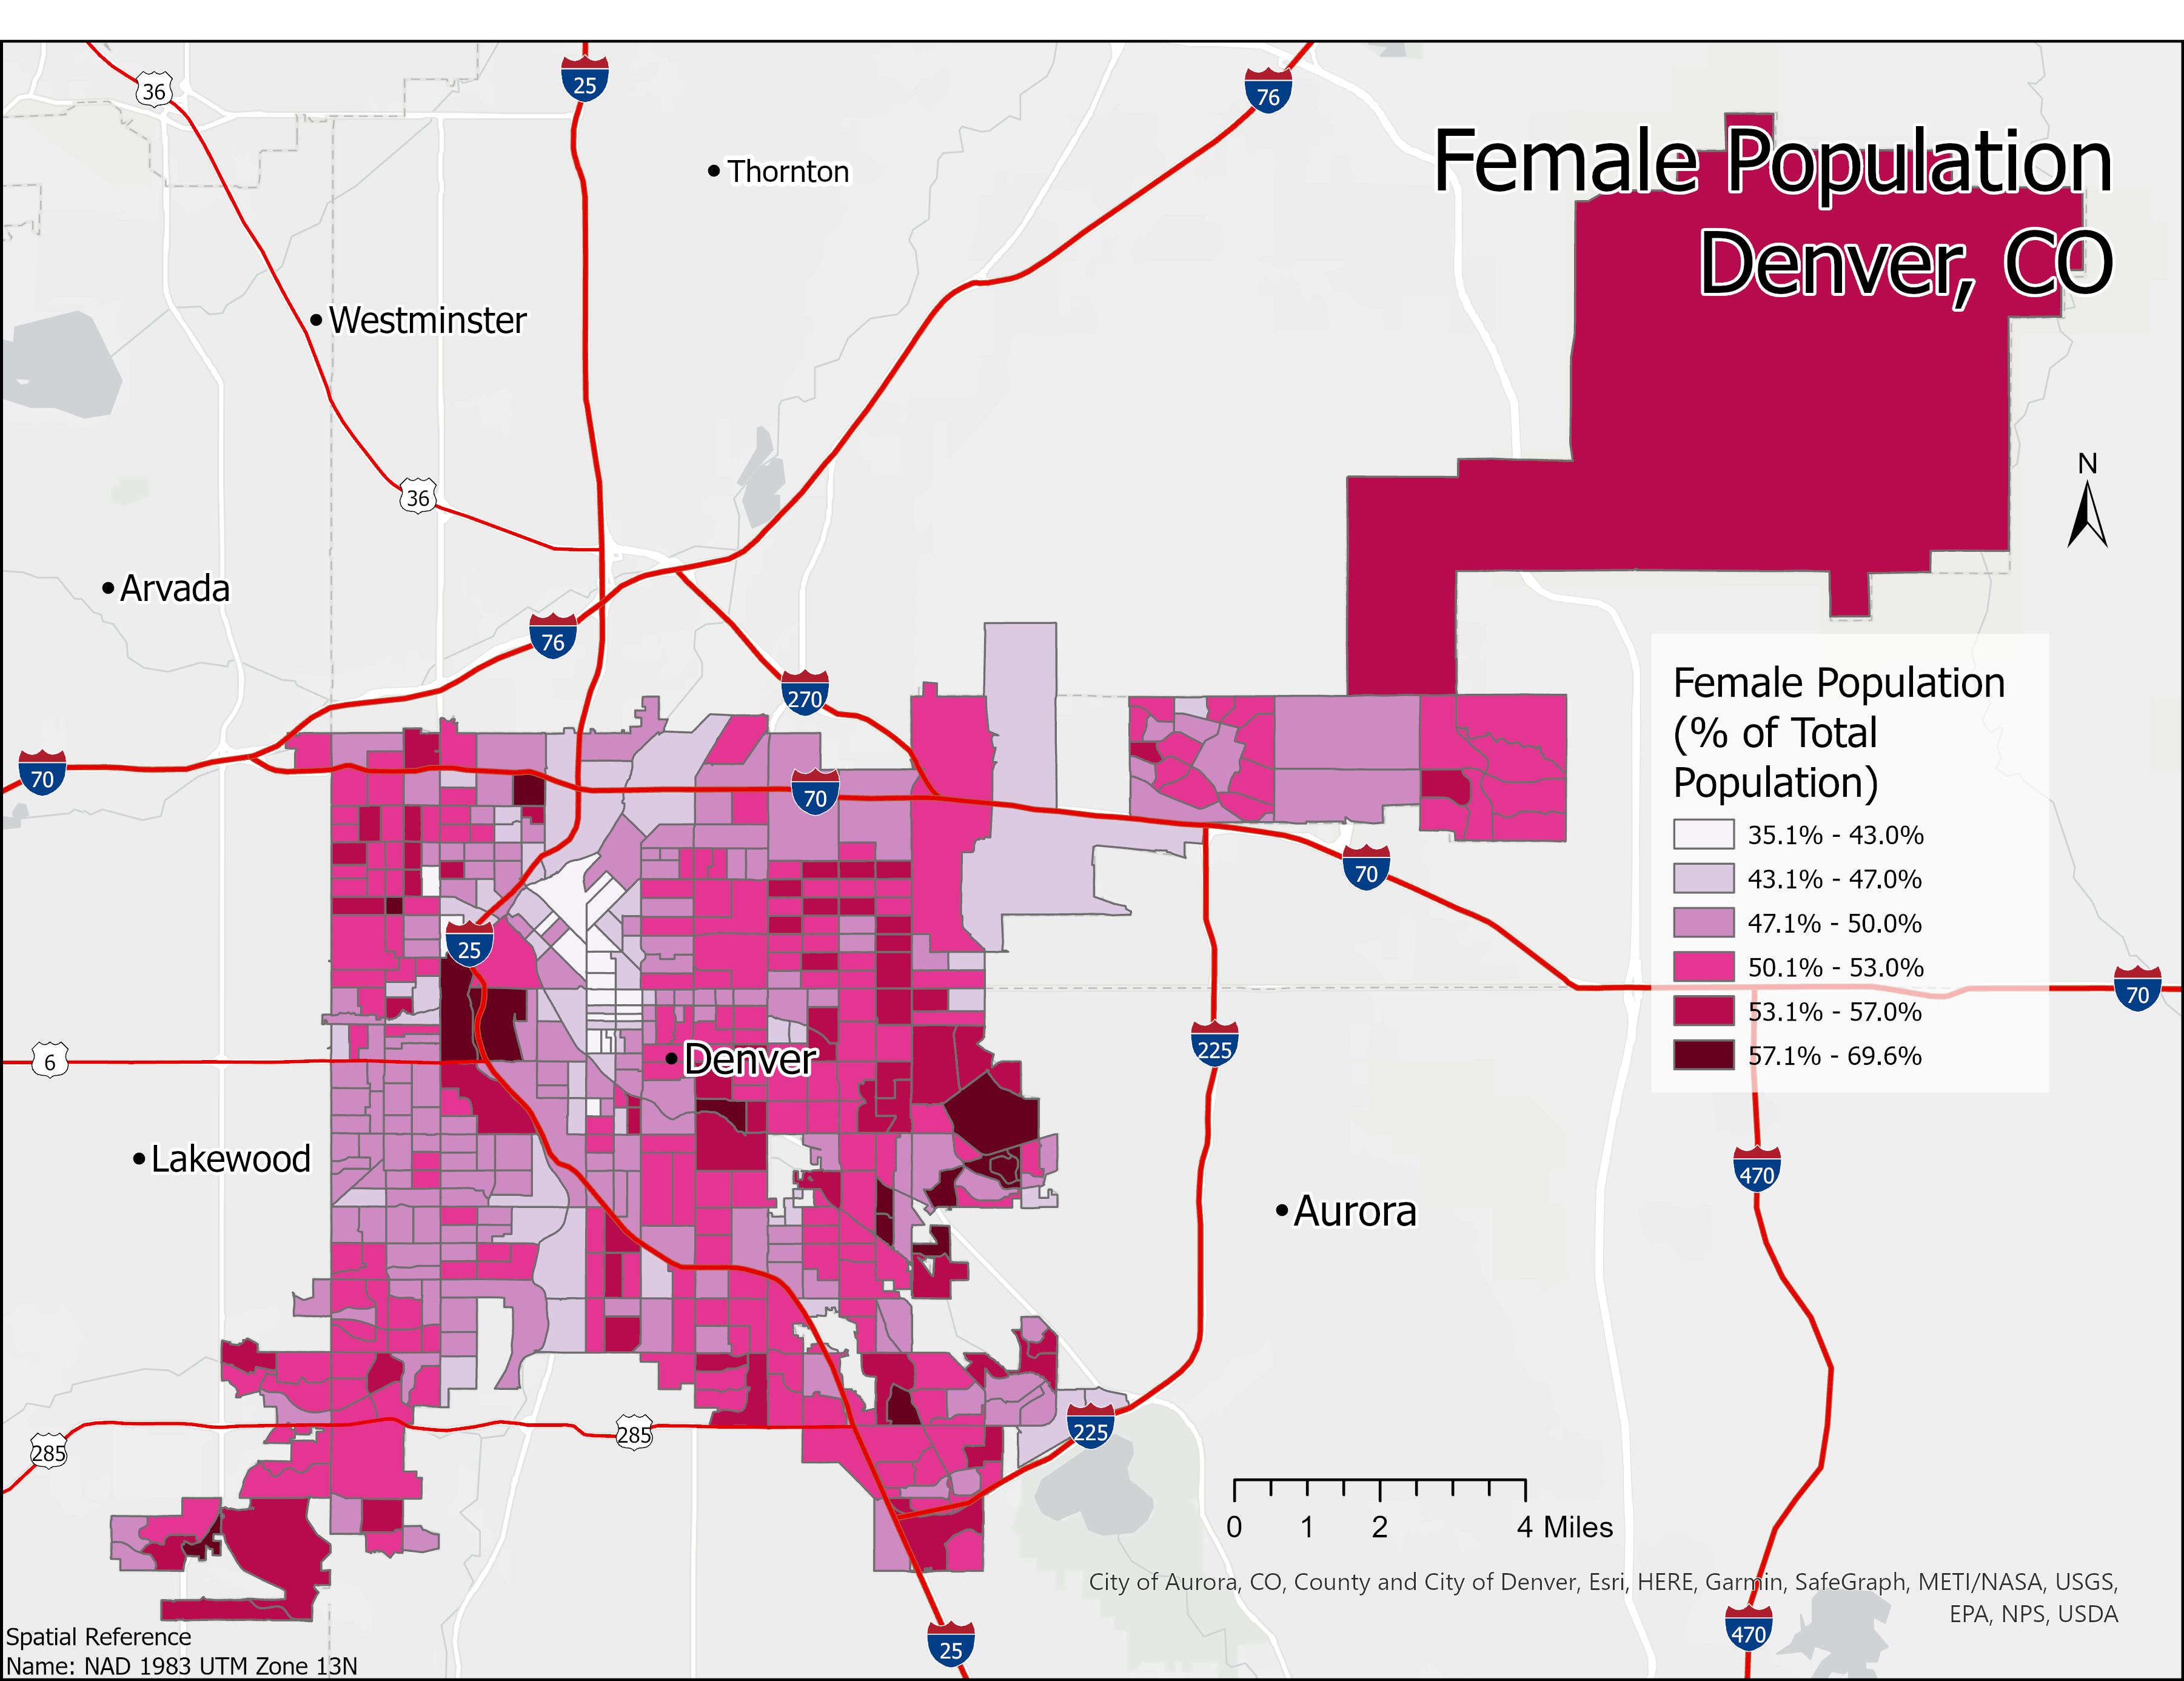 36
25
76
Thornton
Female Population
Denver, CO
Westminster
N
36
Arvada
76
270
Female Population
(% of Total
Population)
70
70
35.1% - 43.0%
70
43.1% - 47.0%
47.1% - 50.0%
25
50.1% - 53.0%
70
53.1% - 57.0%
225
6
Denver
57.1% - 69.6%
Lakewood
470
Aurora
225
285
285
0 1 2 4 Miles
City of Aurora, CO, County and City of Denver, Esri, HERE, Garmin, SafeGraph, METI/NASA, USGS,
EPA, NPS, USDA
470
Spatial Reference
25
Name: NAD 1983 UTM Zone 13N